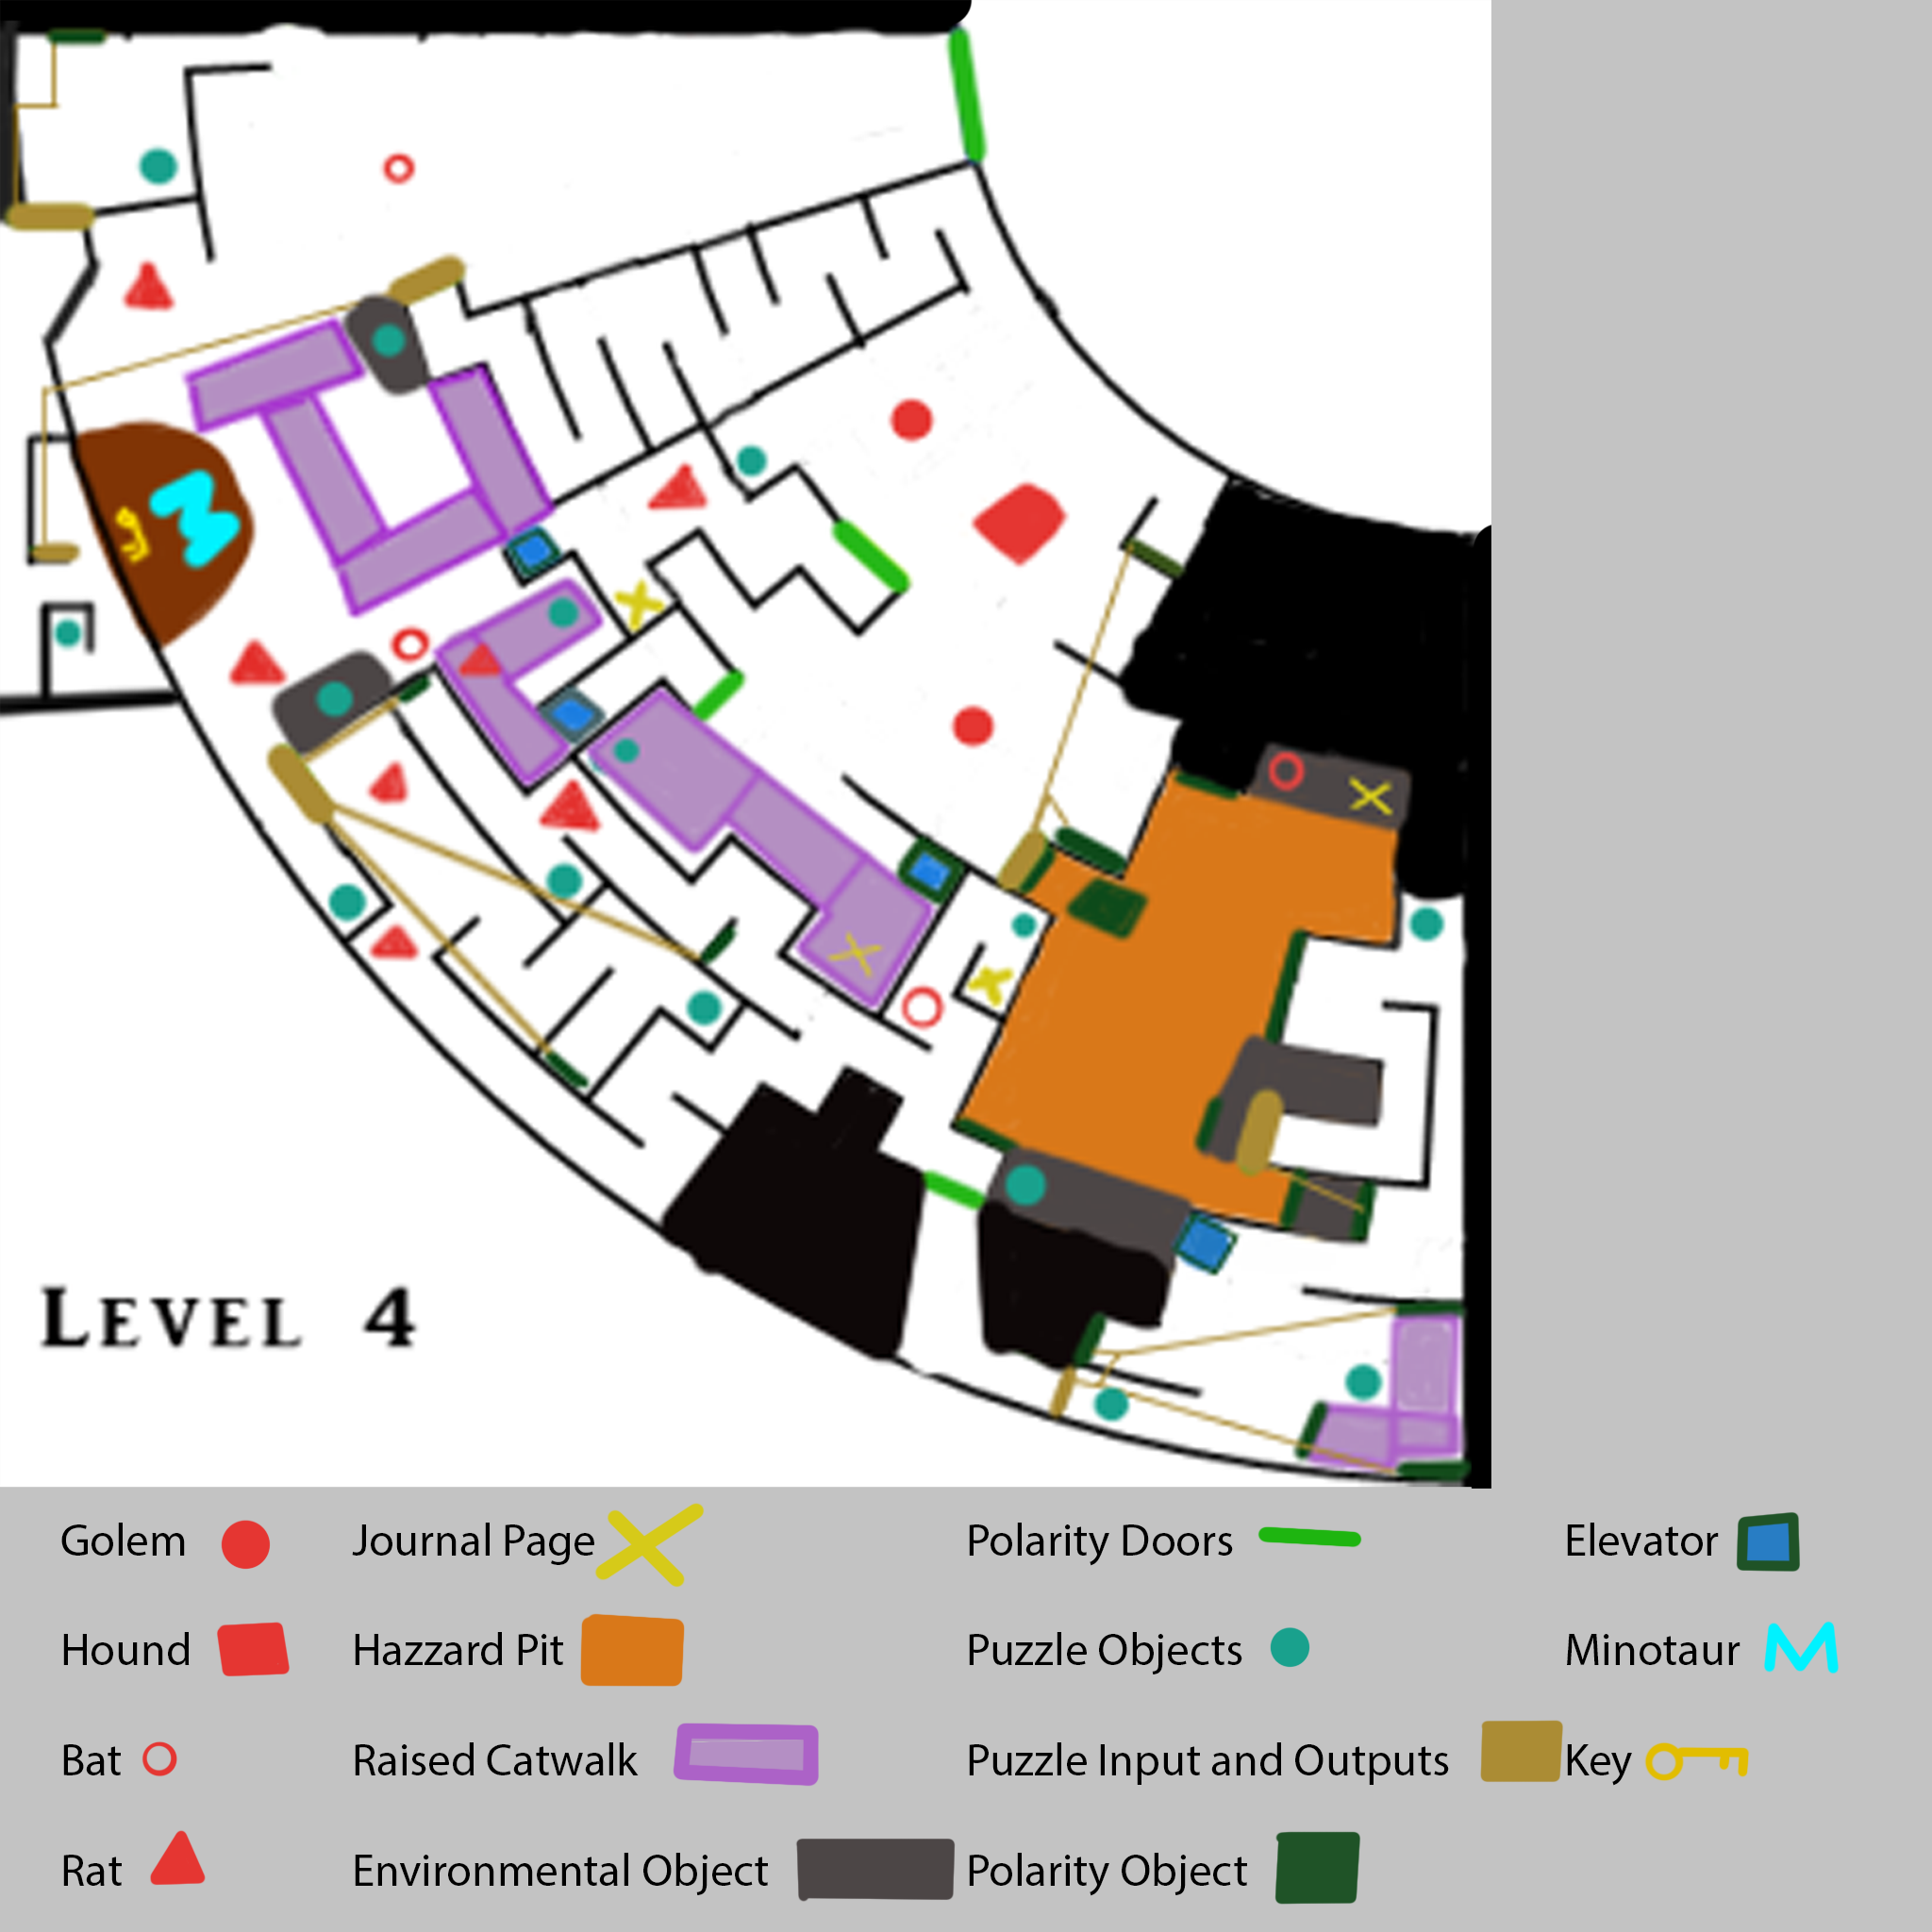 LEVEL 4
Golem Journal Page Polarity Doors Elevator
Hound Hazzard Pit Puzzle Objects Minotaur
Bat Raised Catwalk Puzzle Input and Outputs Key
Rat Environmental Object Polarity Object